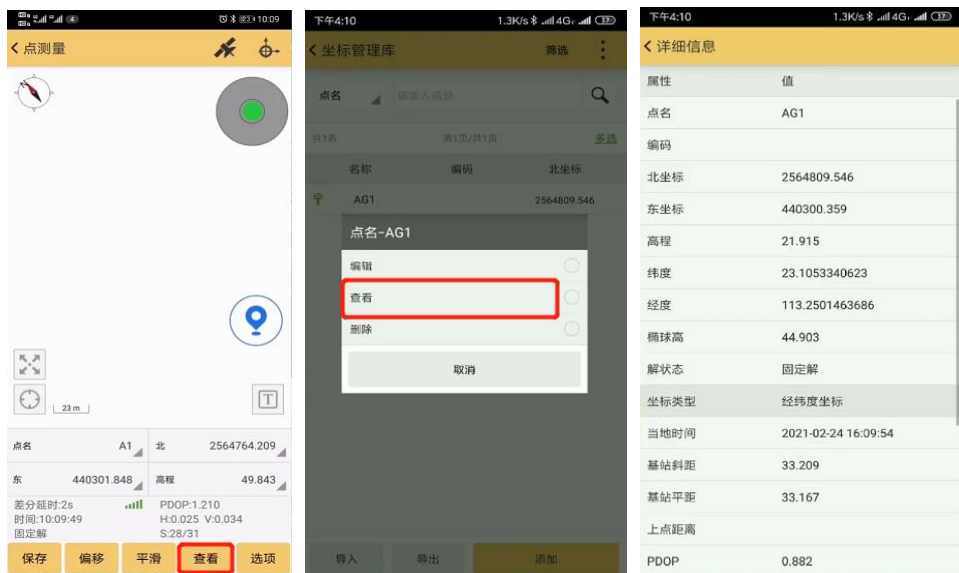 10:09
点测量
23 m
T
点名 A1 北 2564764.209
东 440301.848 高程 49.843
差分延时:2s PDOP:1.210
时间:10:09:49 H:0.025 V:0.034
固定解 S:28/31
保存 偏移 平滑 查看 选项
下午4:10 1.3K/s 4G 37
坐标管理库 筛选
点名 请输入信息
共1条 第1页/共1页 多选
名称 编码 北坐标
AG1 2564809.546
点名-AG1
编辑
查看
删除
取消
导入 导出 添加
下午4:10 1.3K/s 4G 37
详细信息
属性 值
点名 AG1
编码
北坐标 2564809.546
东坐标 440300.359
高程 21.915
纬度 23.1053340623
经度 113.2501463686
椭球高 44.903
解状态 固定解
坐标类型 经纬度坐标
当地时间 2021-02-24 16:09:54
基站斜距 33.209
基站平距 33.167
上点距离
PDOP 0.882